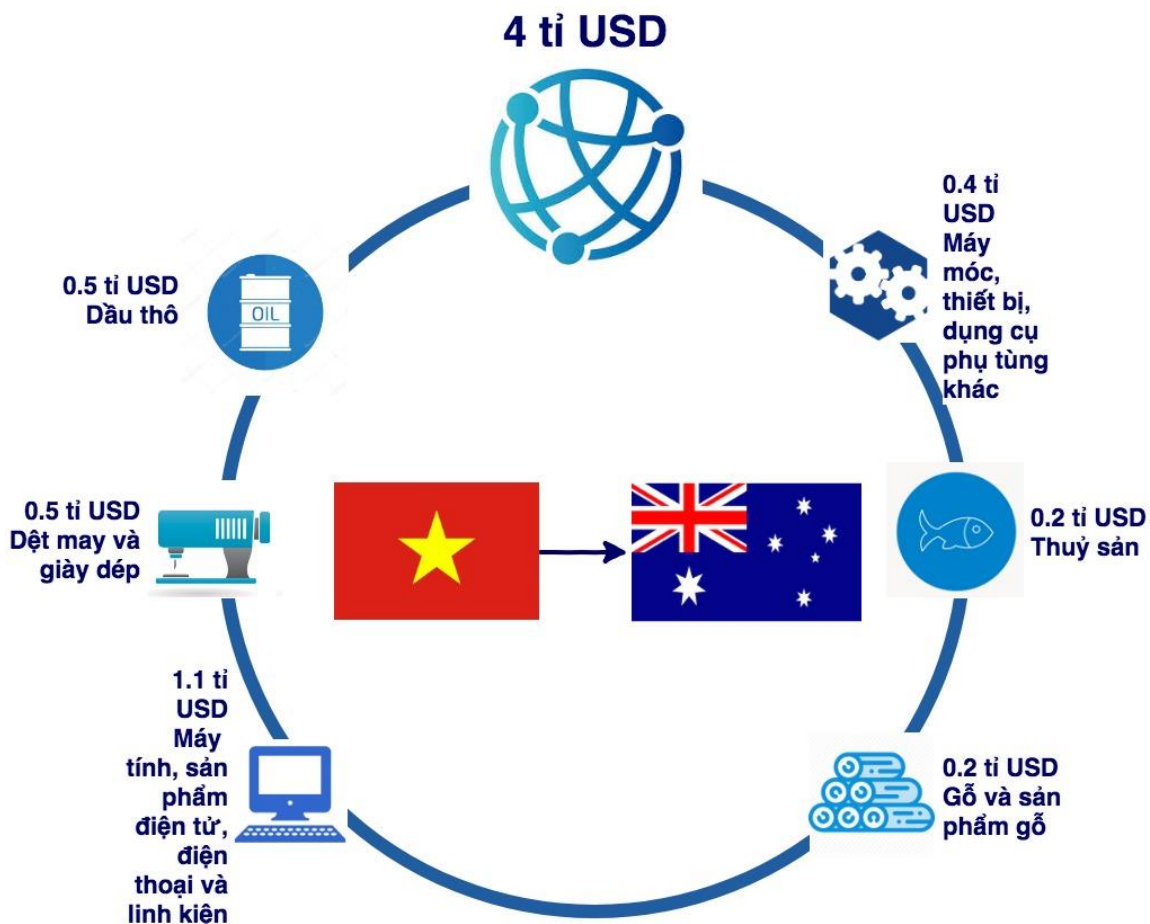 4 tỉ USD
0.4 tỉ
USD
Máy
móc,
thiết bị,
dụng cụ
phụ tùng
khác
0.5 tỉ USD
Dầu thô
OIL
0.5 tỉ USD
Dệt may và
giày dép
0.2 tỉ USD
Thuỷ sản
1.1 tỉ
USD
Máy
tính, sản
phẩm
điện tử,
điện
thoại và
linh kiện
0.2 tỉ USD
Gỗ và sản
phẩm gỗ